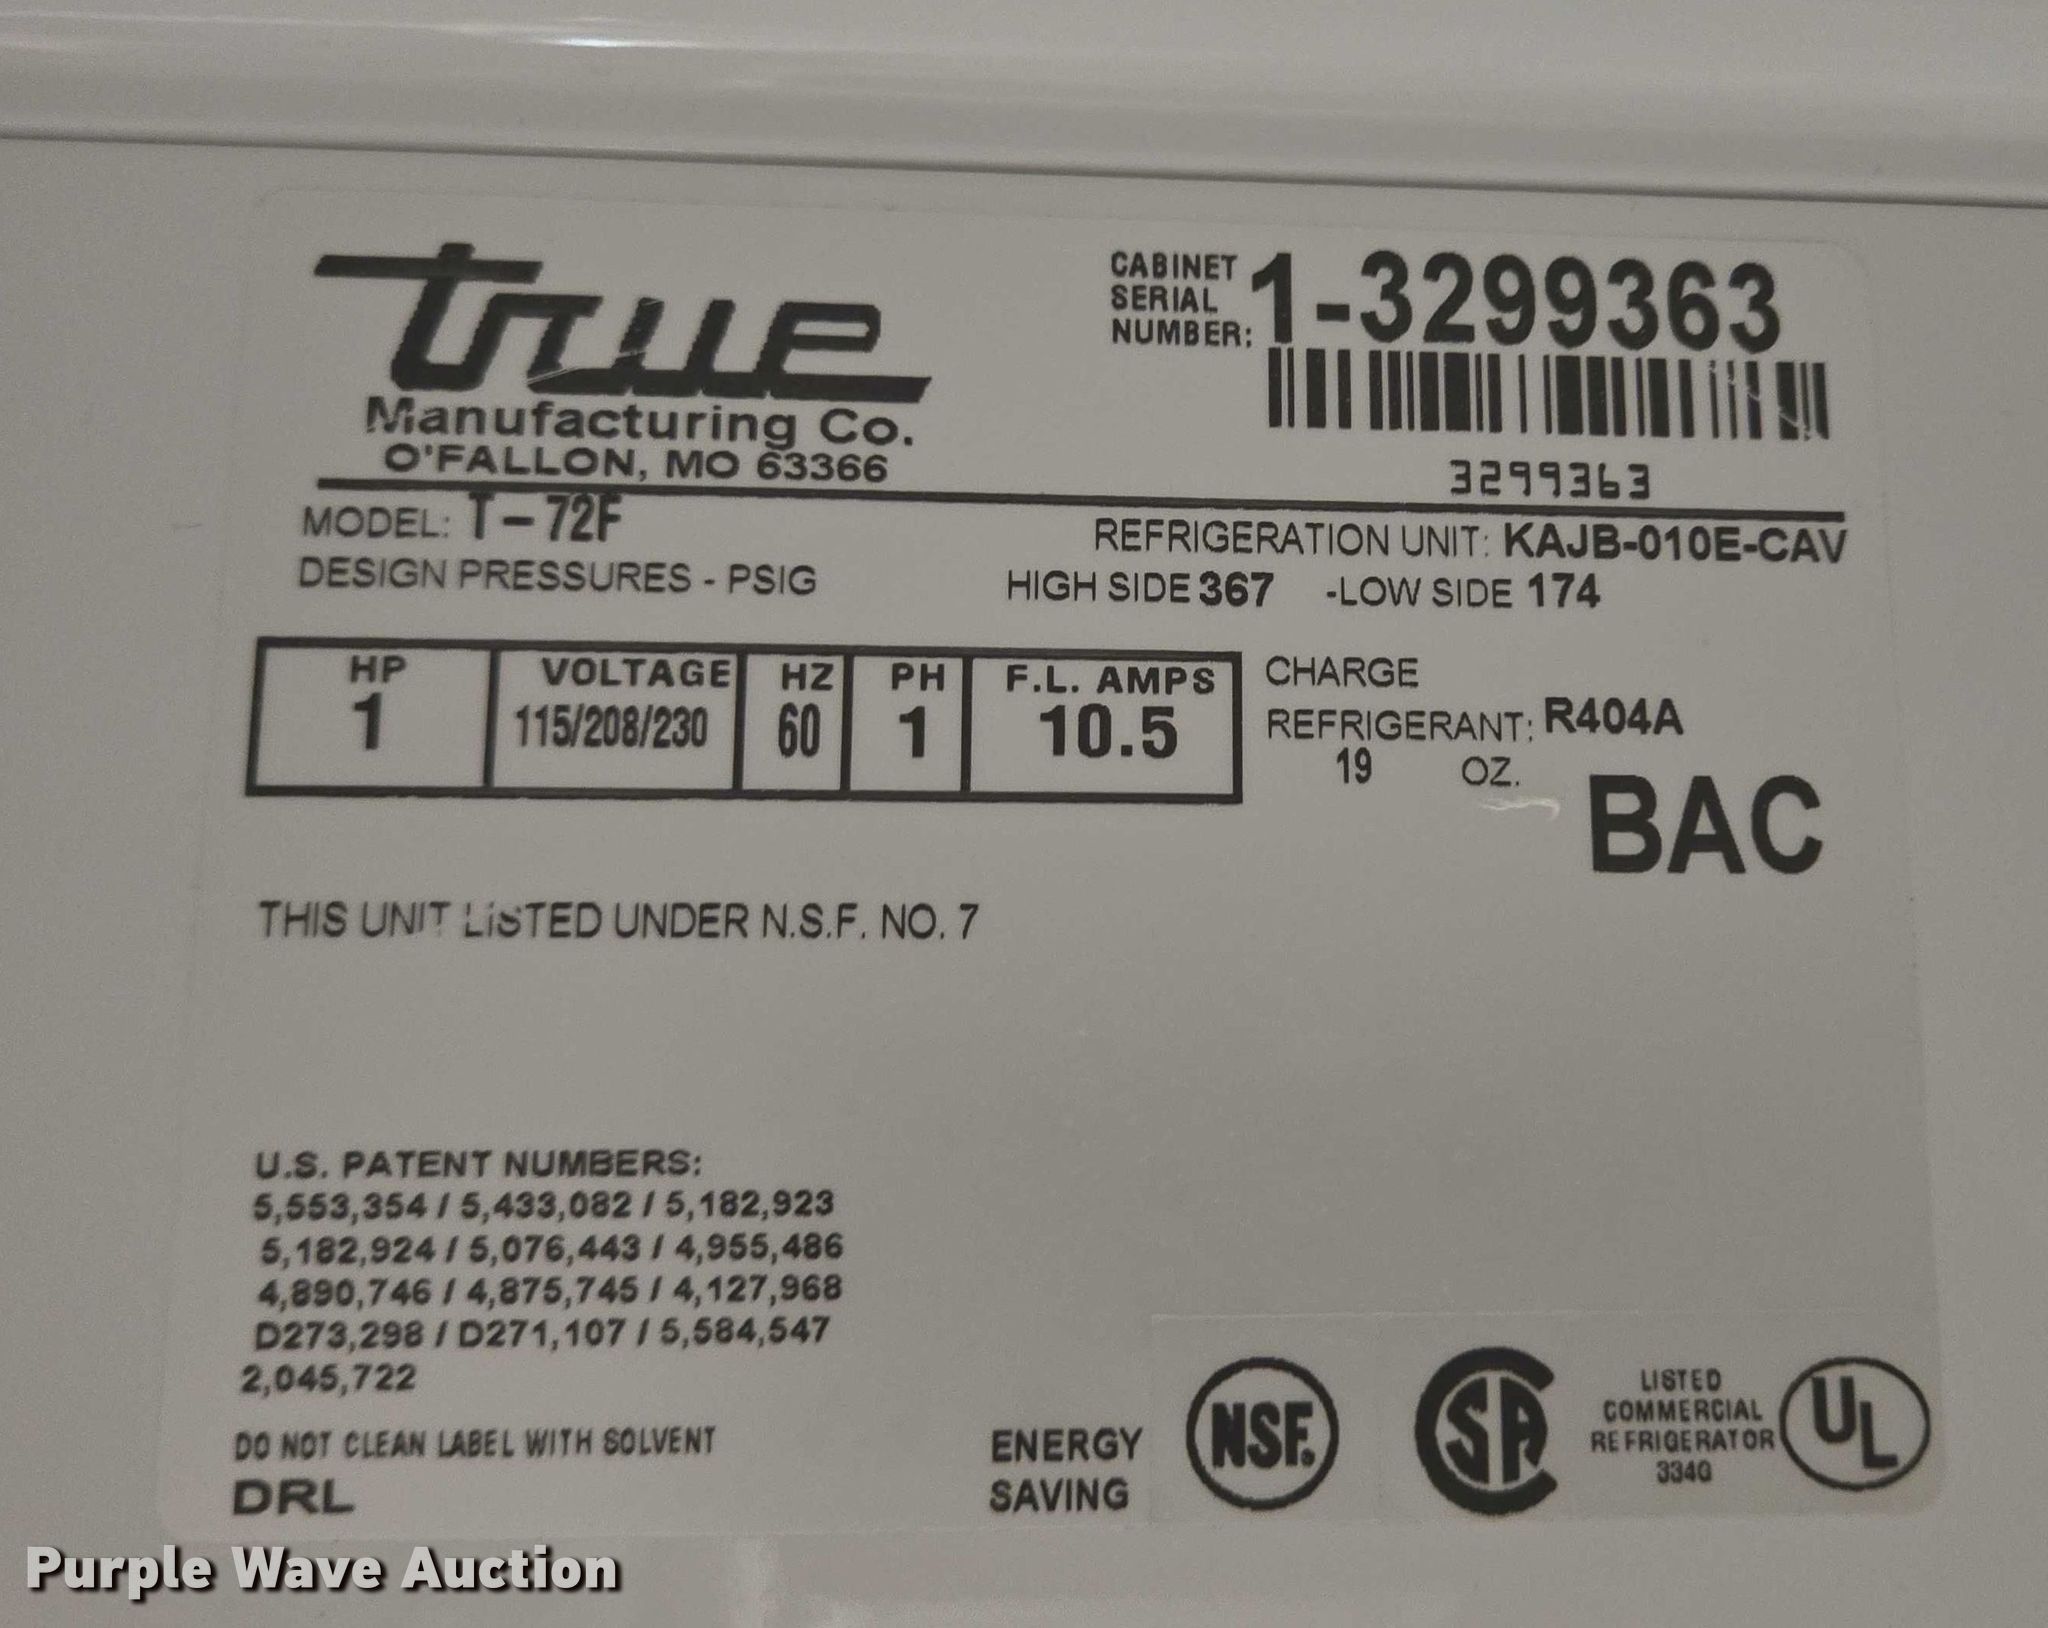 true
Manufacturing Co.
O'FALLON, MO 63366
CABINET
SERIAL
NUMBER: 1-3299363
3299363
MODEL: T-72F
REFRIGERATION UNIT: KAJB-010E-CAV
DESIGN PRESSURES - PSIG HIGH SIDE 367 -LOW SIDE 174
HP VOLTAGE HZ PH F.L. AMPS
1 115/208/230 60 1 10.5
CHARGE
REFRIGERANT: R404A
19 OZ.
BAC
THIS UNIT LISTED UNDER N.S.F. NO. 7
U.S. PATENT NUMBERS:
5,553,354 / 5,433,082 / 5,182,923
5,182,924 / 5,076,443 / 4,955,486
4,890,746 / 4,875,745 / 4,127,968
D273,298 / D271,107 / 5,584,547
2,045,722
DO NOT CLEAN LABEL WITH SOLVENT
DRL
ENERGY
SAVING
NSF.
SA
LISTED
COMMERCIAL
REFRIGERATOR
334G
UL
Purple Wave Auction